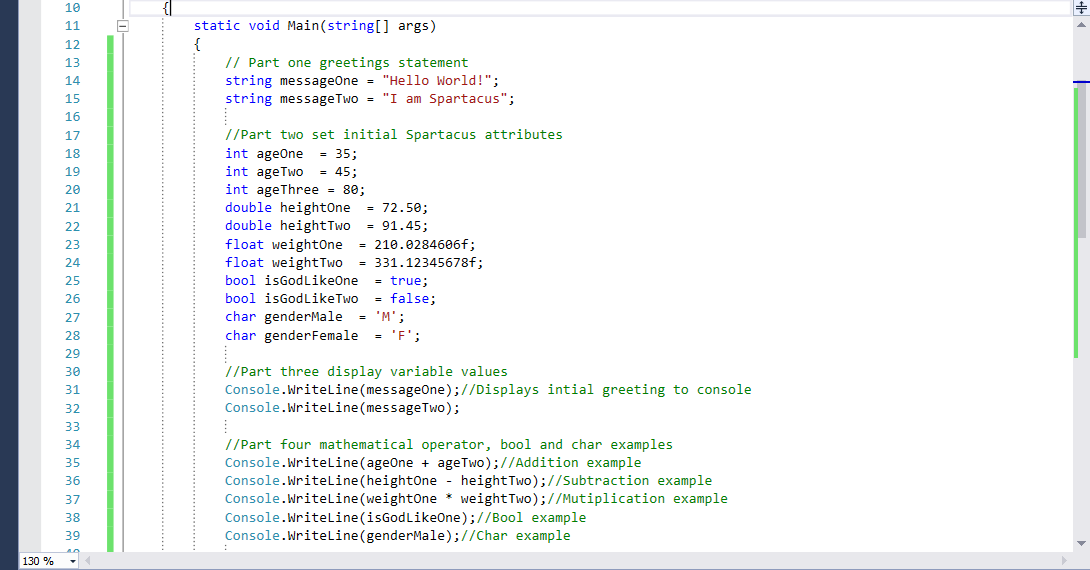 10 {
11 static void Main(string[] args)
12 {
13 // Part one greetings statement
14 string messageOne = "Hello World!";
15 string messageTwo = "I am Spartacus";
16
17 //Part two set initial Spartacus attributes
18 int ageOne  = 35;
19 int ageTwo  = 45;
20 int ageThree = 80;
21 double heightOne  = 72.50;
22 double heightTwo  = 91.45;
23 float weightOne  = 210.0284606f;
24 float weightTwo  = 331.12345678f;
25 bool isGodLikeOne  = true;
26 bool isGodLikeTwo  = false;
27 char genderMale  = 'M';
28 char genderFemale  = 'F';
29
30 //Part three display variable values
31 Console.WriteLine(messageOne);//Displays intial greeting to console
32 Console.WriteLine(messageTwo);
33
34 //Part four mathematical operator, bool and char examples
35 Console.WriteLine(ageOne + ageTwo);//Addition example
36 Console.WriteLine(heightOne - heightTwo);//Subtraction example
37 Console.WriteLine(weightOne * weightTwo);//Mutiplication example
38 Console.WriteLine(isGodLikeOne);//Bool example
39 Console.WriteLine(genderMale);//Char example
130 %